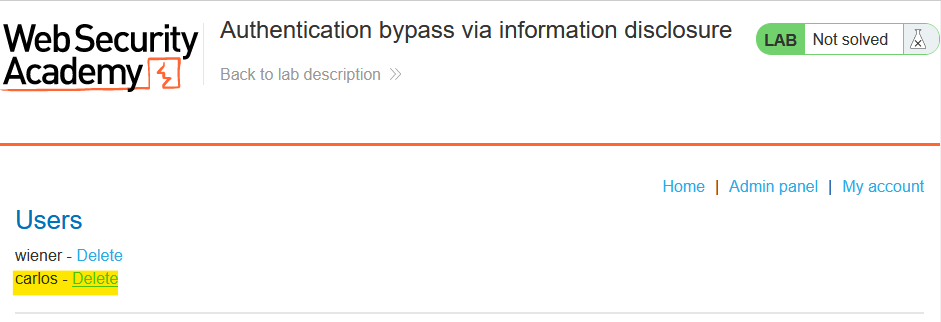 Web Security
Academy
Authentication bypass via information disclosure
Back to lab description >>
LAB Not solved
Home | Admin panel | My account
Users
wiener - Delete
carlos - Delete